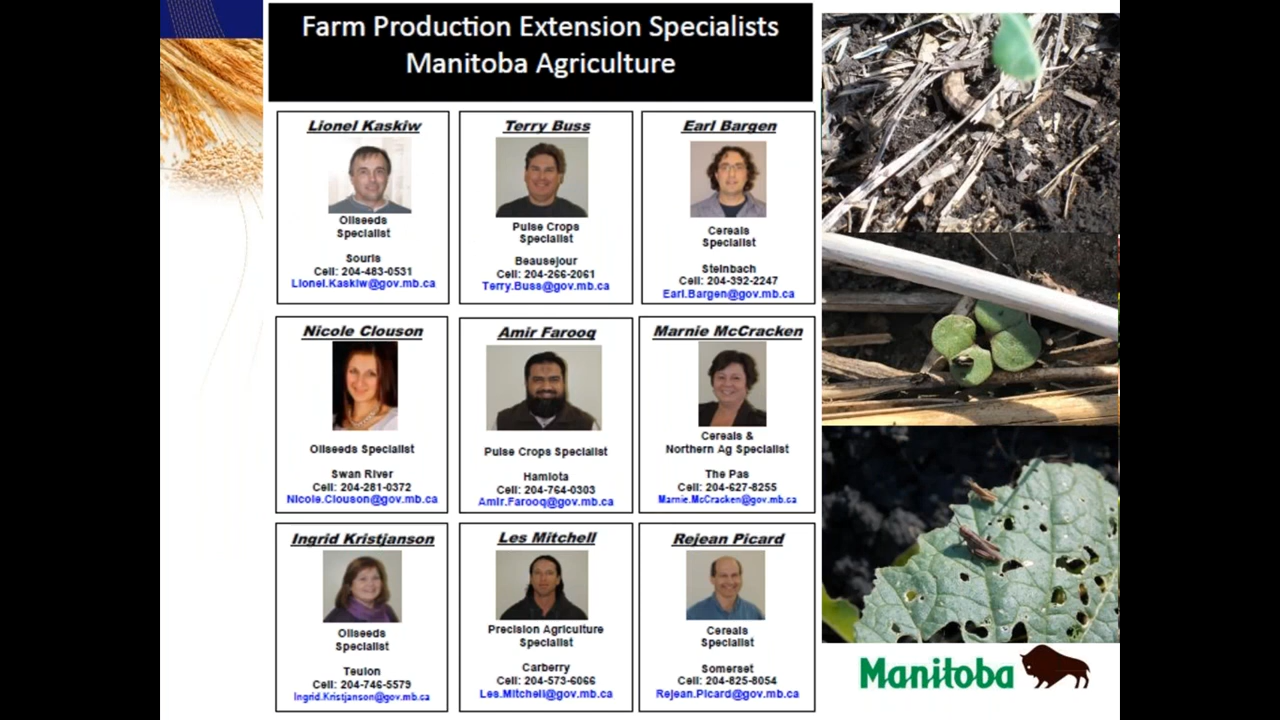 Farm Production Extension Specialists
Manitoba Agriculture
Lionel Kaskiw
Oilseeds
Specialist
Souris
Cell: 204-483-0531
Lionel.Kaskiw@gov.mb.ca
Terry Buss
Pulse Crops
Specialist
Beausejour
Cell: 204-266-2061
Terry.Buss@gov.mb.ca
Earl Bargen
Cereals
Specialist
Steinbach
Cell: 204-392-2247
Earl.Bargen@gov.mb.ca
Nicole Clouson
Oilseeds Specialist
Swan River
Cell: 204-281-0372
Nicole.Clouson@gov.mb.ca
Amir Farooq
Pulse Crops Specialist
Hamiota
Cell: 204-764-0303
Amir.Farooq@gov.mb.ca
Marnie McCracken
Cereals &
Northern Ag Specialist
The Pas
Cell: 204-627-8255
Marnie.McCracken@gov.mb.ca
Ingrid Kristjanson
Oilseeds
Specialist
Teulon
Cell: 204-746-5579
Ingrid.Kristjanson@gov.mb.ca
Les Mitchell
Precision Agriculture
Specialist
Carberry
Cell: 204-573-6066
Les.Mitchell@gov.mb.ca
Rejean Picard
Cereals
Specialist
Somerset
Cell: 204-825-8054
Rejean.Picard@gov.mb.ca
Manitoba